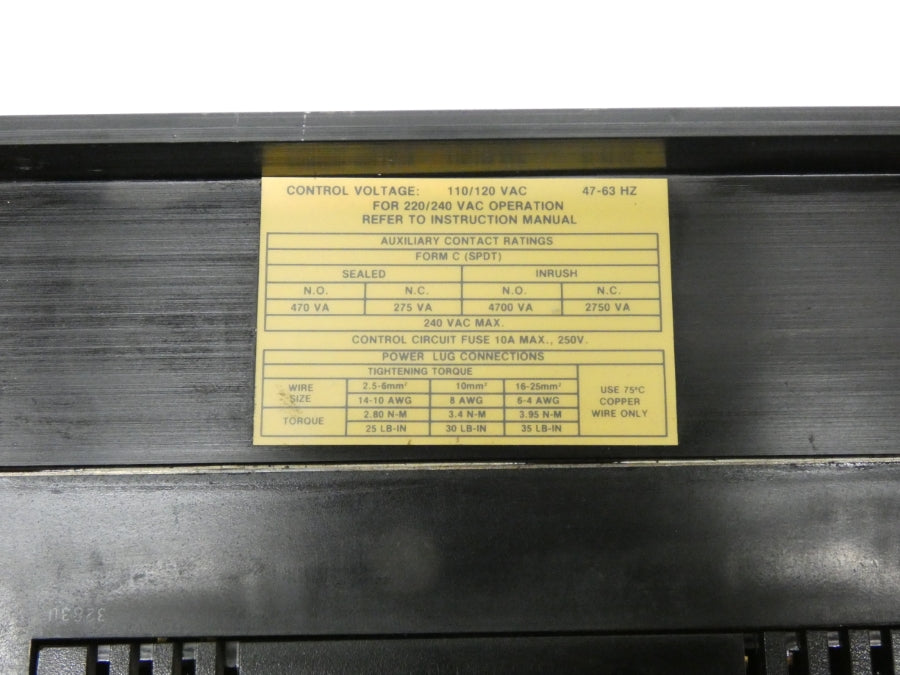 CONTROL VOLTAGE: 110/120 VAC 47-63 HZ
FOR 220/240 VAC OPERATION
REFER TO INSTRUCTION MANUAL
AUXILIARY CONTACT RATINGS
FORM C (SPDT)
SEALED INRUSH
N.O. N.C. N.O. N.C.
470 VA 275 VA 4700 VA 2750 VA
240 VAC MAX.
CONTROL CIRCUIT FUSE 10A MAX., 250V.
POWER LUG CONNECTIONS
TIGHTENING TORQUE
WIRE SIZE 2.5-6mm² 10mm² 16-25mm²
14-10 AWG 8 AWG 6-4 AWG
TORQUE 2.80 N-M 3.4 N-M 3.95 N-M
25 LB-IN 30 LB-IN 35 LB-IN
USE 75°C
COPPER
WIRE ONLY